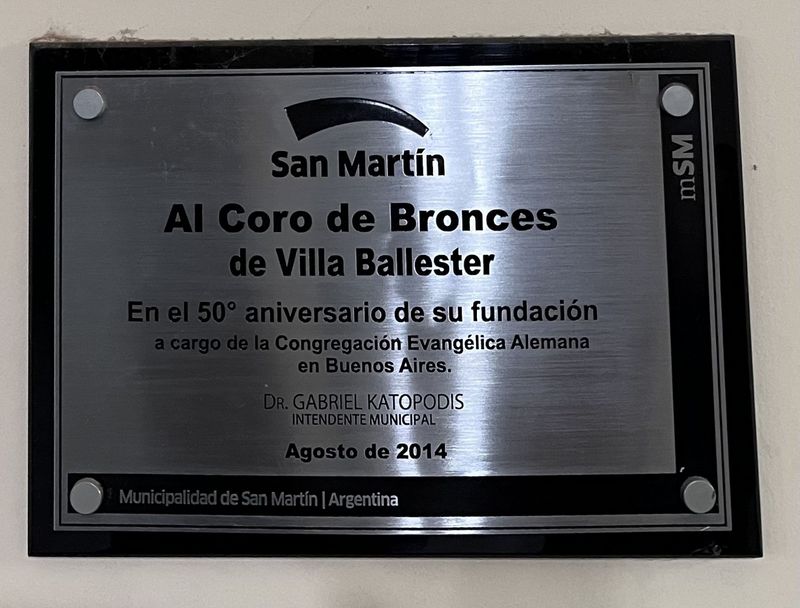 San Martín
mSM
Al Coro de Bronces
de Villa Ballester
En el 50° aniversario de su fundación
a cargo de la Congregación Evangélica Alemana
en Buenos Aires.
DR. GABRIEL KATOPODIS
INTENDENTE MUNICIPAL
Agosto de 2014
Municipalidad de San Martín | Argentina